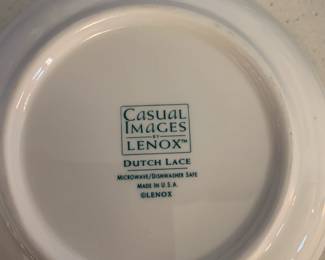 CASUAL
IMAGES
BY
LENOX™
DUTCH LACE
MICROWAVE/DISHWASHER SAFE
MADE IN U.S.A.
©LENOX